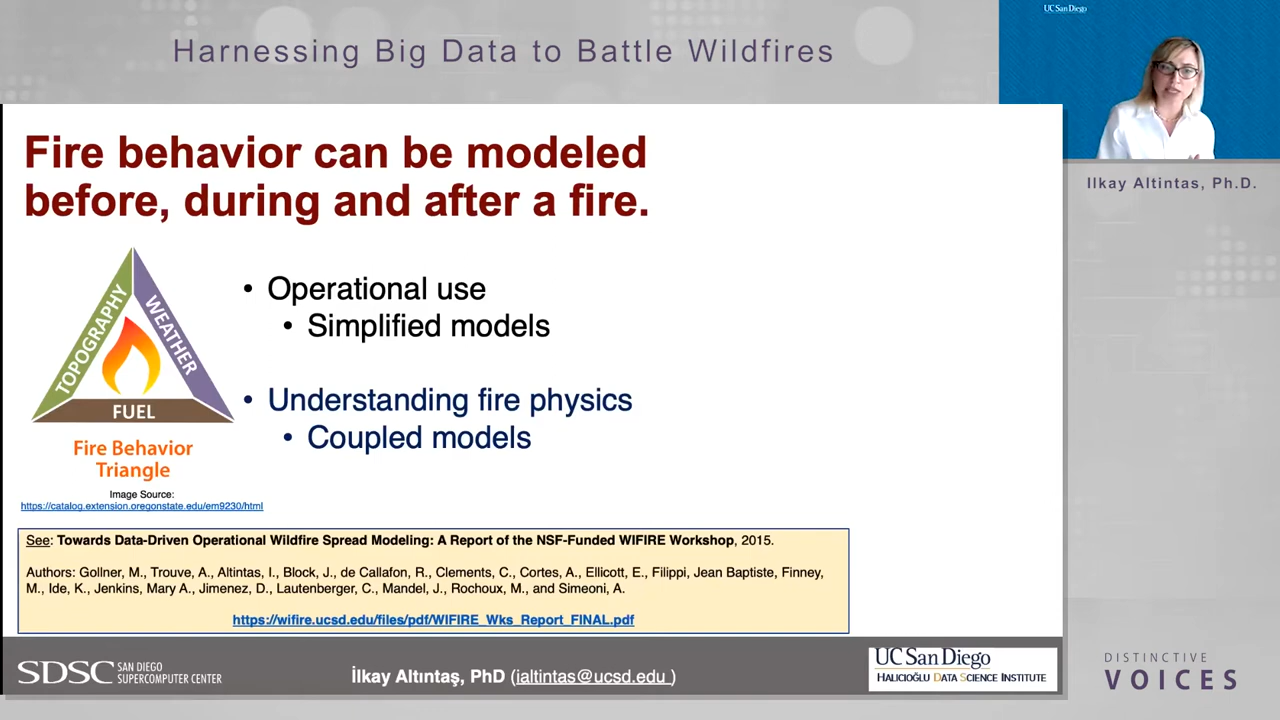 UC San Diego
Harnessing Big Data to Battle Wildfires
Ilkay Altintas, Ph.D.
Fire behavior can be modeled
before, during and after a fire.
TOPOGRAPHY
WEATHER
FUEL
Fire Behavior
Triangle
Image Source:
https://catalog.extension.oregonstate.edu/em9230/html
• Operational use
• Simplified models
• Understanding fire physics
• Coupled models
See: Towards Data-Driven Operational Wildfire Spread Modeling: A Report of the NSF-Funded WIFIRE Workshop, 2015.
Authors: Gollner, M., Trouve, A., Altintas, I., Block, J., de Callafon, R., Clements, C., Cortes, A., Ellicott, E., Filippi, Jean Baptiste, Finney,
M., Ide, K., Jenkins, Mary A., Jimenez, D., Lautenberger, C., Mandel, J., Rochoux, M., and Simeoni, A.
https://wifire.ucsd.edu/files/pdf/WIFIRE_Wks_Report_FINAL.pdf
SDSC SAN DIEGO
SUPERCOMPUTER CENTER
İlkay Altıntaş, PhD (ialtintas@ucsd.edu )
UC San Diego
HALICIOĞLU DATA SCIENCE INSTITUTE
DISTINCTIVE
VOICES